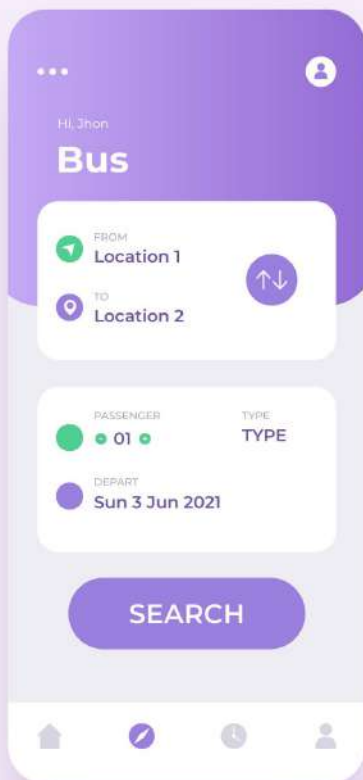 Hi, Jhon
Bus
FROM
Location 1
TO
Location 2
PASSENGER
01
TYPE
TYPE
DEPART
Sun 3 Jun 2021
SEARCH